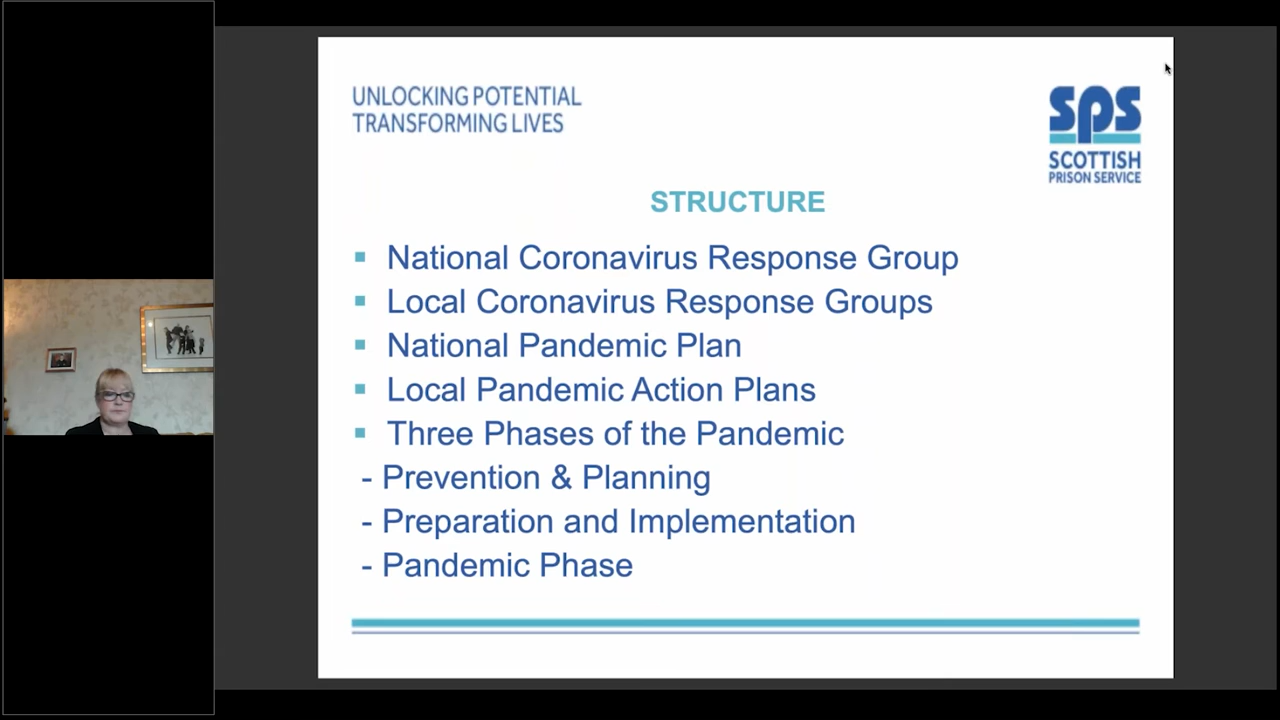 UNLOCKING POTENTIAL
TRANSFORMING LIVES
sps
SCOTTISH
PRISON SERVICE
STRUCTURE
▪ National Coronavirus Response Group
▪ Local Coronavirus Response Groups
▪ National Pandemic Plan
▪ Local Pandemic Action Plans
▪ Three Phases of the Pandemic
- Prevention & Planning
- Preparation and Implementation
- Pandemic Phase